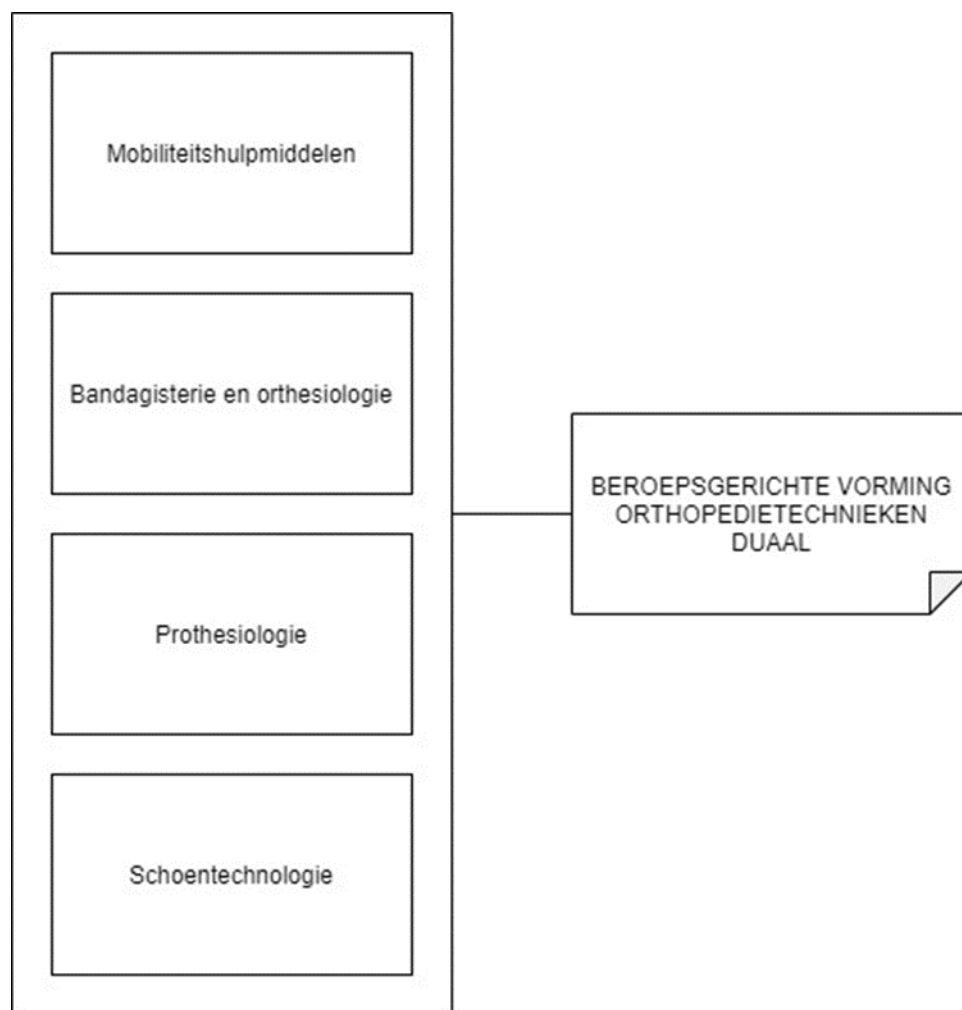 Mobiliteitshulpmiddelen
Bandagisterie en orthesiologie
Prothesiologie
Schoentechnologie
BEROEPSGERICHTE VORMING
ORTHOPEDIETECHNIEKEN
DUAAL